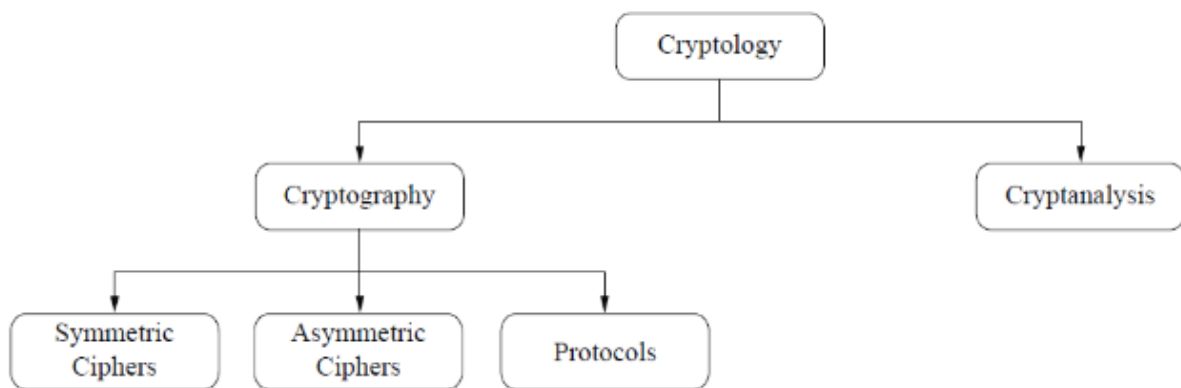 Cryptology
Cryptography
Cryptanalysis
Symmetric
Ciphers
Asymmetric
Ciphers
Protocols